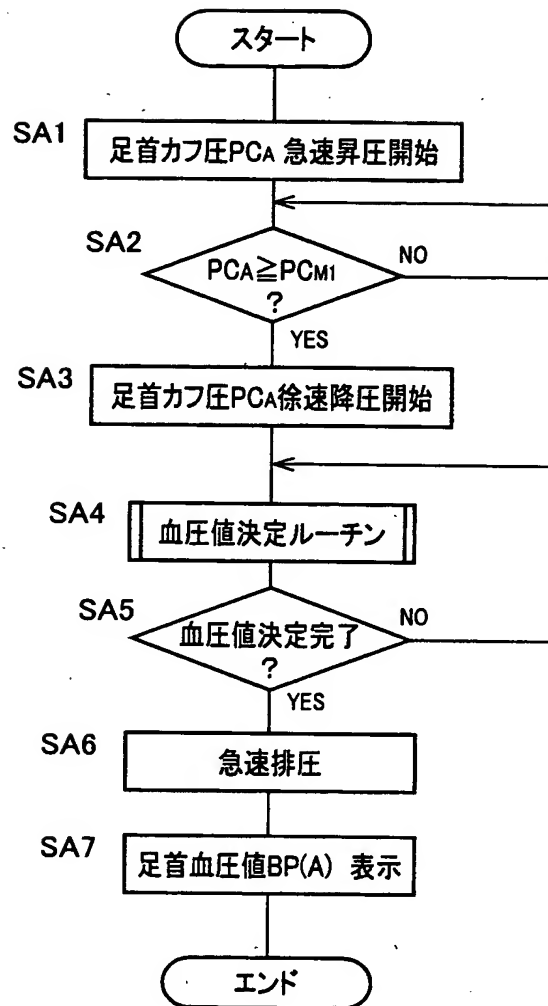 スタート
SA1
足首カフ圧PCA 急速昇圧開始
SA2
PCA≧PCM1
?
NO
YES
SA3
足首カフ圧PCA徐速降圧開始
SA4
血圧値決定ルーチン
SA5
血圧値決定完了
?
NO
YES
SA6
急速排圧
SA7
足首血圧値BP(A) 表示
エンド